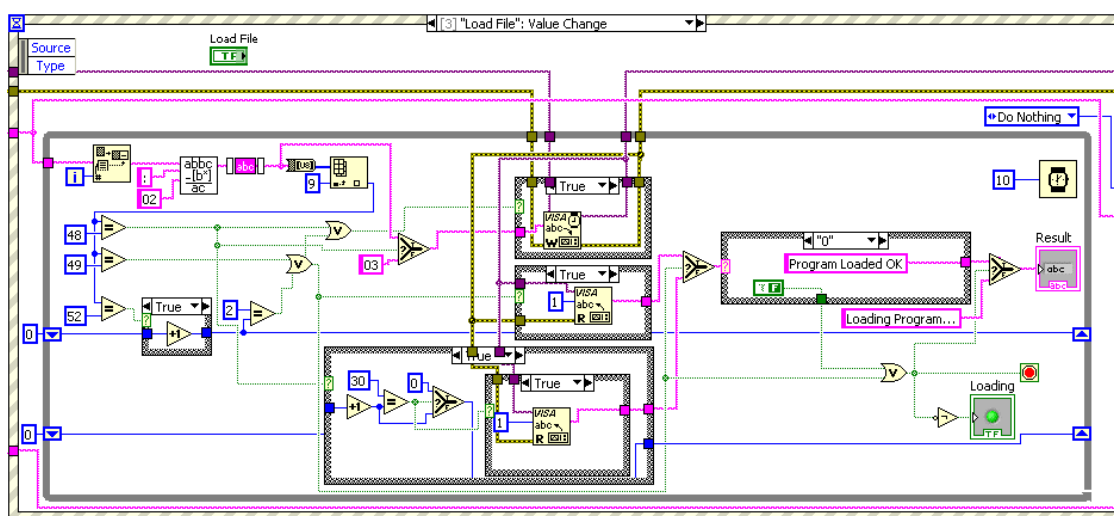 [3] "Load File": Value Change
Source
Type
Load File
TF
Do Nothing
i
abbc
-[b×]
ac
abc
[U8]
9
:
02
10
48
=
49
=
V
V
03
?
F
True
VISA
abc
W
"0"
Program Loaded OK
Result
abc
abc
?
F
?
F
F
Loading Program...
True
1
VISA
abc
R
52
=
True
?
+1
2
=
0
True
30
0
+1
=
?
F
True
1
VISA
abc
R
V
Loading
TF
0